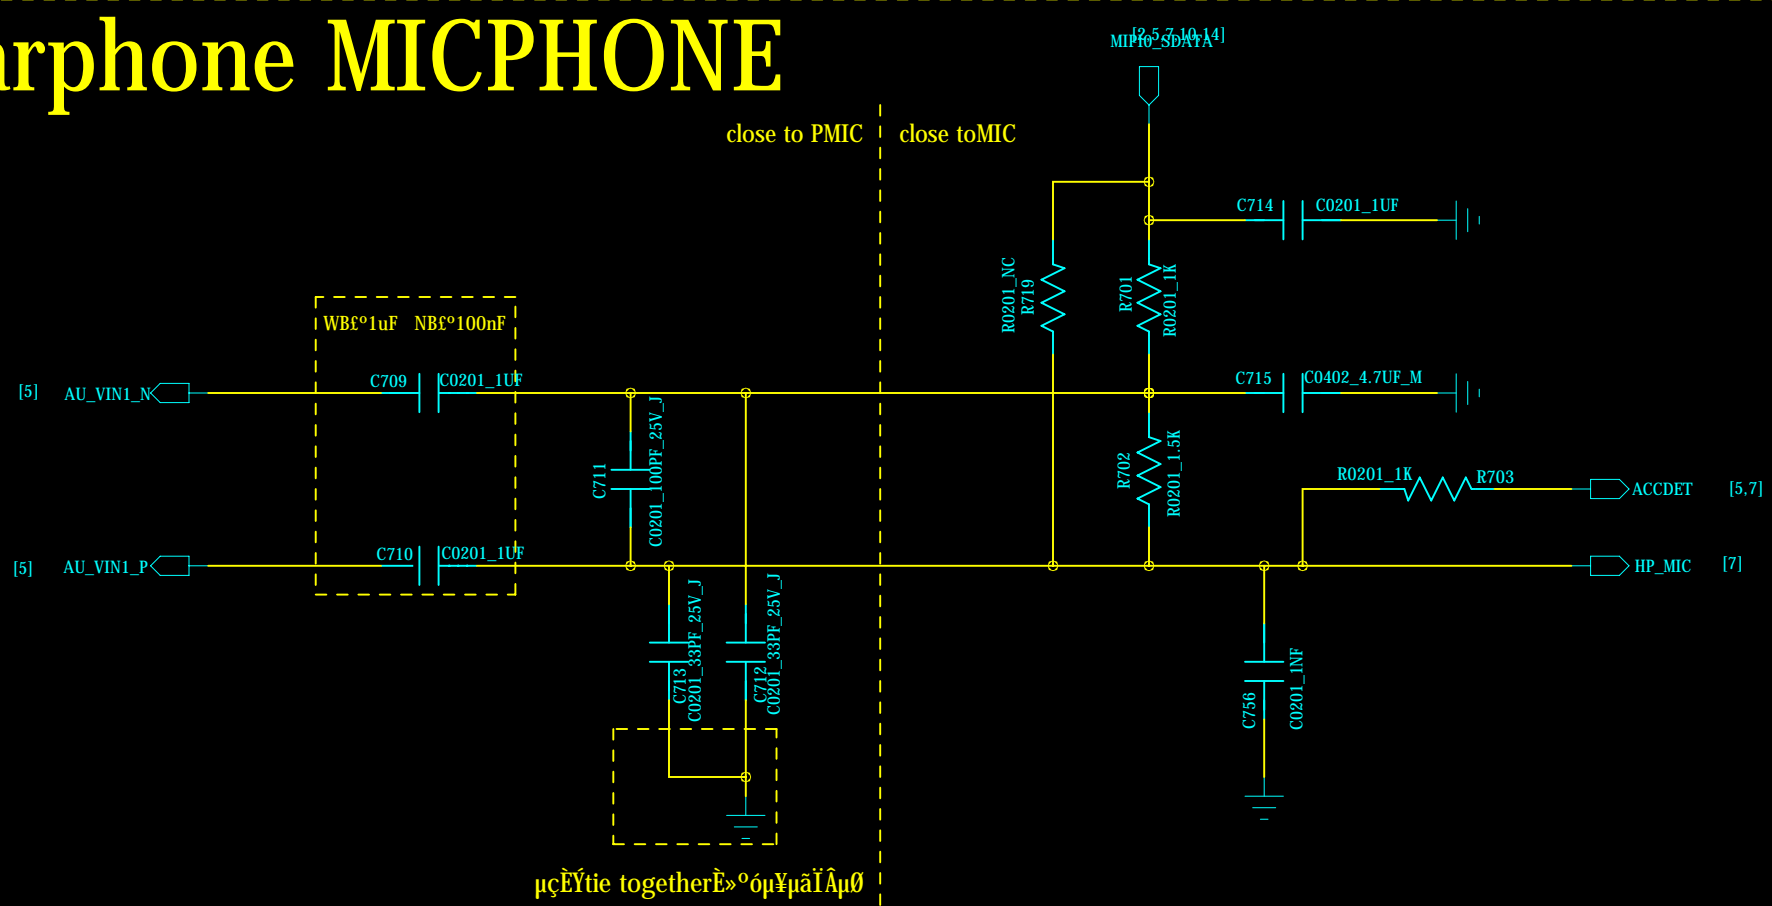 arphone MICPHONE
[2,5,7,10,14]
MIPI0_SDATA
close to PMIC
close toMIC
C714
C0201_1UF
R0201_NC
R719
R701
R0201_1K
WB£º1uF NB£º100nF
C709
C0201_1UF
C715
C0402_4.7UF_M
[5]
AU_VIN1_N
C711
C0201_100PF_25V_J
R702
R0201_1.5K
R0201_1K
R703
ACCDET
[5,7]
[5]
AU_VIN1_P
C710
C0201_1UF
HP_MIC
[7]
C713
C0201_33PF_25V_J
C712
C0201_33PF_25V_J
C756
C0201_1NF
µçÈÝtie togetherÈ»ºóµ¥µãÏÂµØ